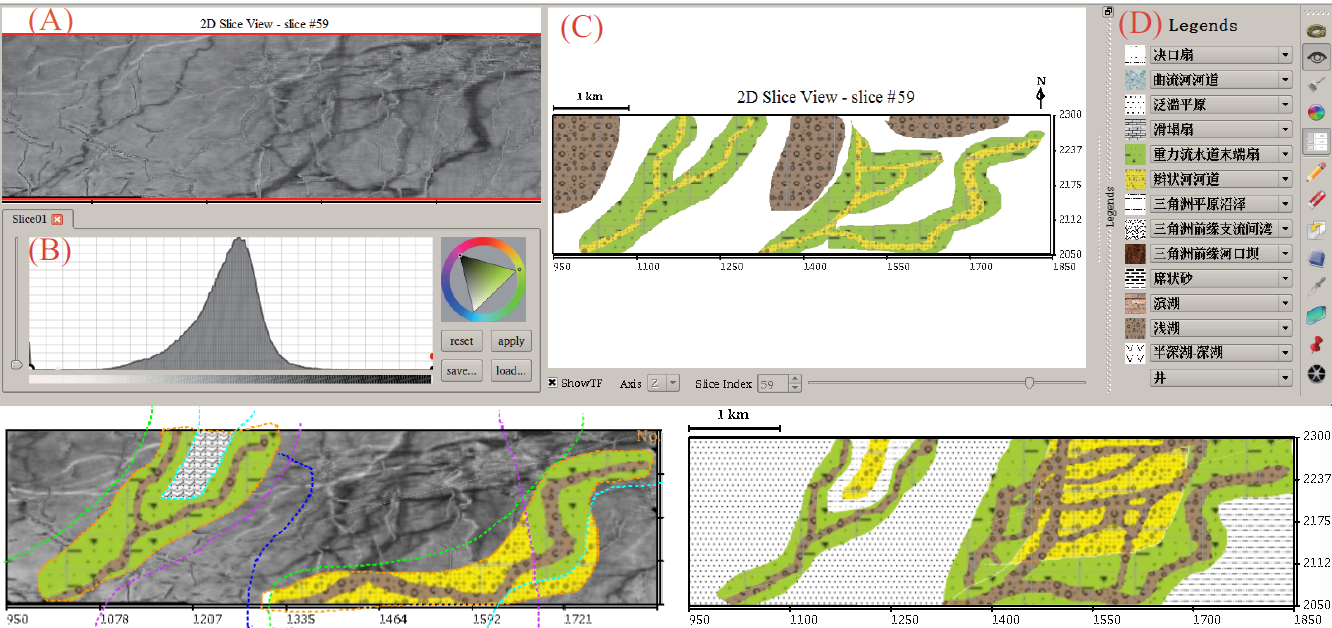 (A)
2D Slice View - slice #59
Slice01
(B)
reset
apply
save...
load...
(C)
1 km
2D Slice View - slice #59
N
2300
2237
2175
2112
2050
950
1100
1250
1400
1550
1700
1850
ShowTF
Axis
Z
Slice Index
59
Legends
(D) Legends
决口扇
曲流河河道
泛滥平原
滑塌扇
重力流水道末端扇
辫状河河道
三角洲平原沼泽
三角洲前缘支流间湾
三角洲前缘河口坝
席状砂
滨湖
浅湖
半深湖-深湖
井
No.
950
1078
1207
1335
1464
1592
1721
1 km
2300
2237
2175
2112
2050
950
1100
1250
1400
1550
1700
1850